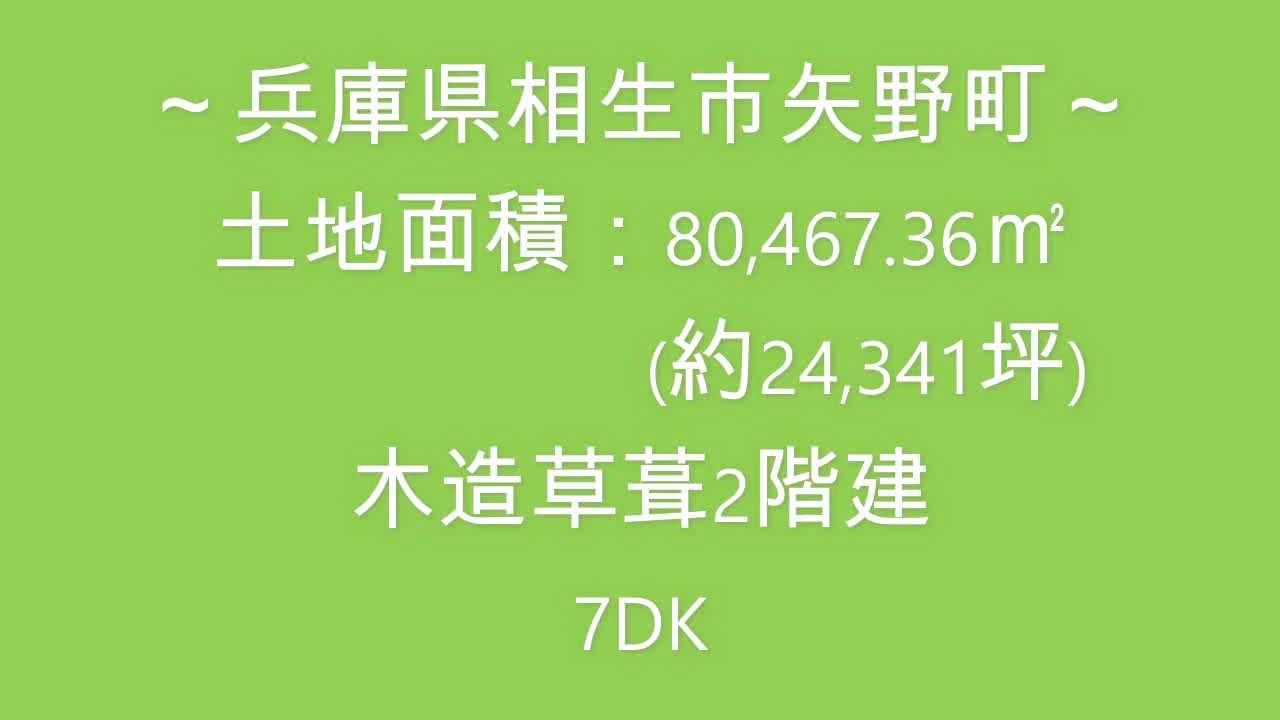 ~兵庫県相生市矢野町~
土地面積：80,467.36㎡
(約24,341坪)
木造草葺2階建
7DK